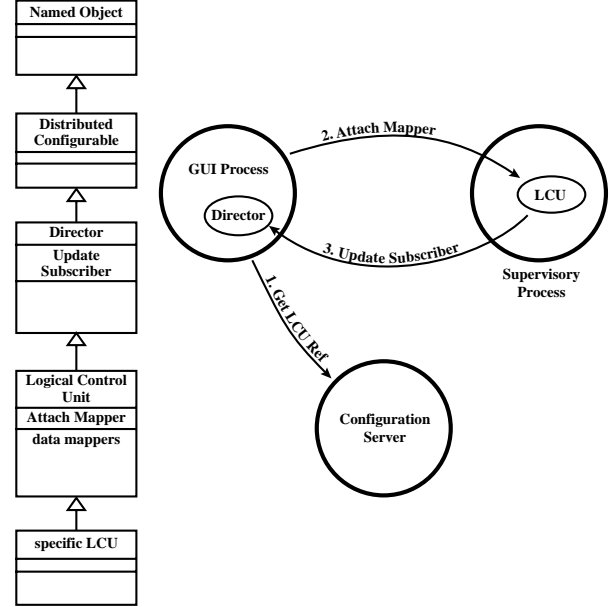 Named Object
Distributed
Configurable
Director
Update
Subscriber
Logical Control
Unit
Attach Mapper
data mappers
specific LCU
2. Attach Mapper
GUI Process
Director
LCU
3. Update Subscriber
Supervisory
Process
1. Get LCU Ref
Configuration
Server